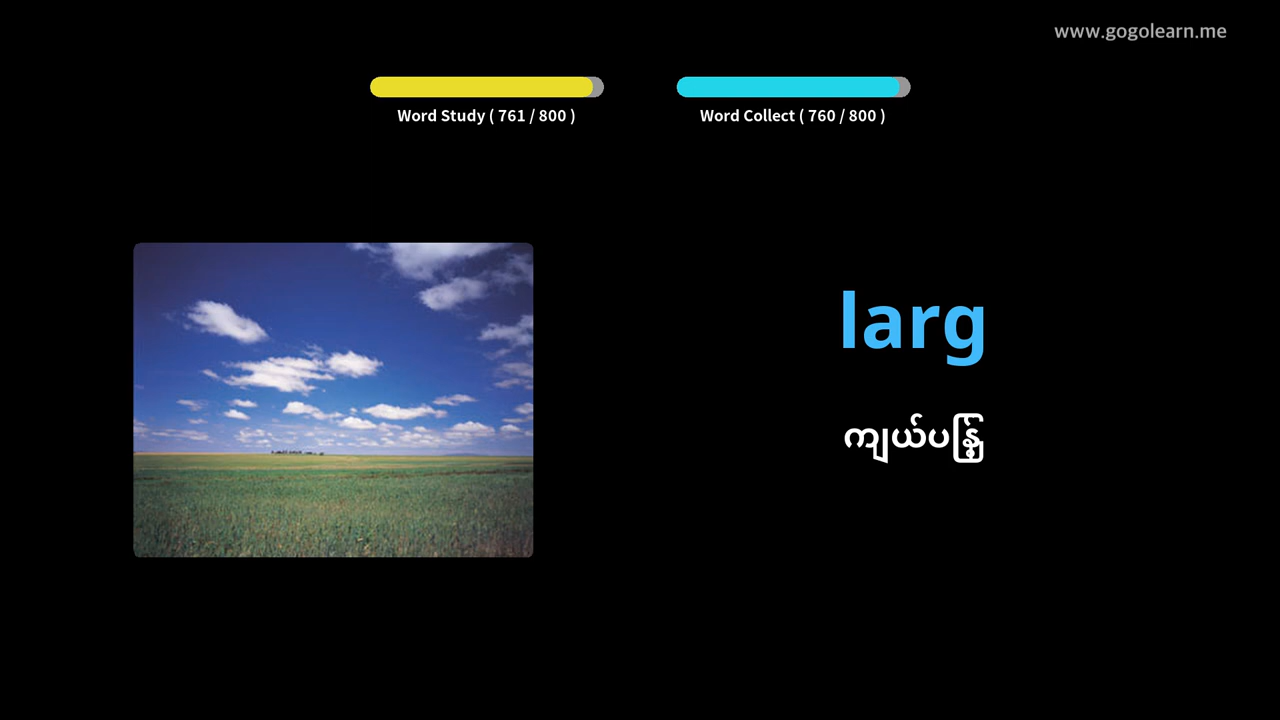 www.gogolearn.me
Word Study ( 761 / 800 )
Word Collect ( 760 / 800 )
larg
ကျယ်ပန့်ြ